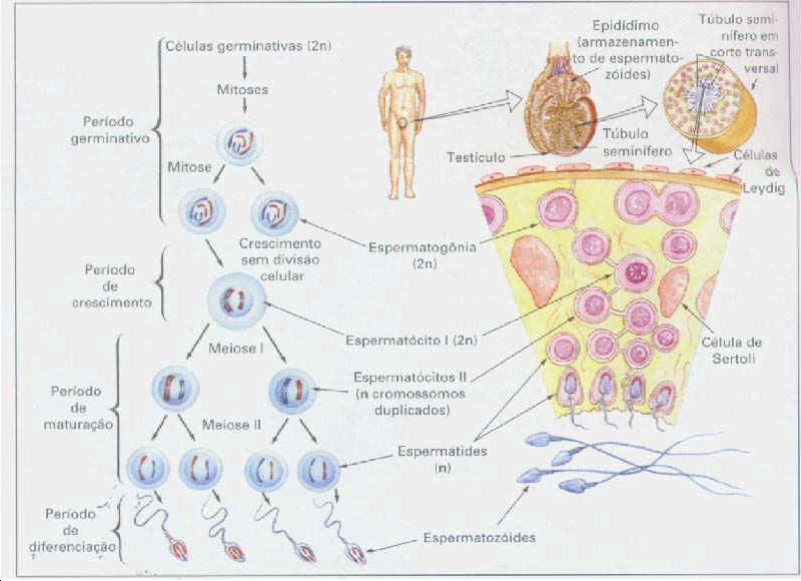 Células germinativas (2n)
Mitoses
Período
germinativo
Mitose
Crescimento
sem divisão
celular
Período
de
crescimento
Meiose I
Período
de
maturação
Meiose II
Período
de
diferenciação
Espermatogônia
(2n)
Espermatócito I (2n)
Espermatócitos II
(n cromossomos
duplicados)
Espermátides
(n)
Espermatozóides
Epidídimo
(armazenamen-
to de espermato-
zóides)
Túbulo semi-
nífero em
corte trans-
versal
Testículo
Túbulo
seminífero
Células
de
Leydig
Célula de
Sertoli